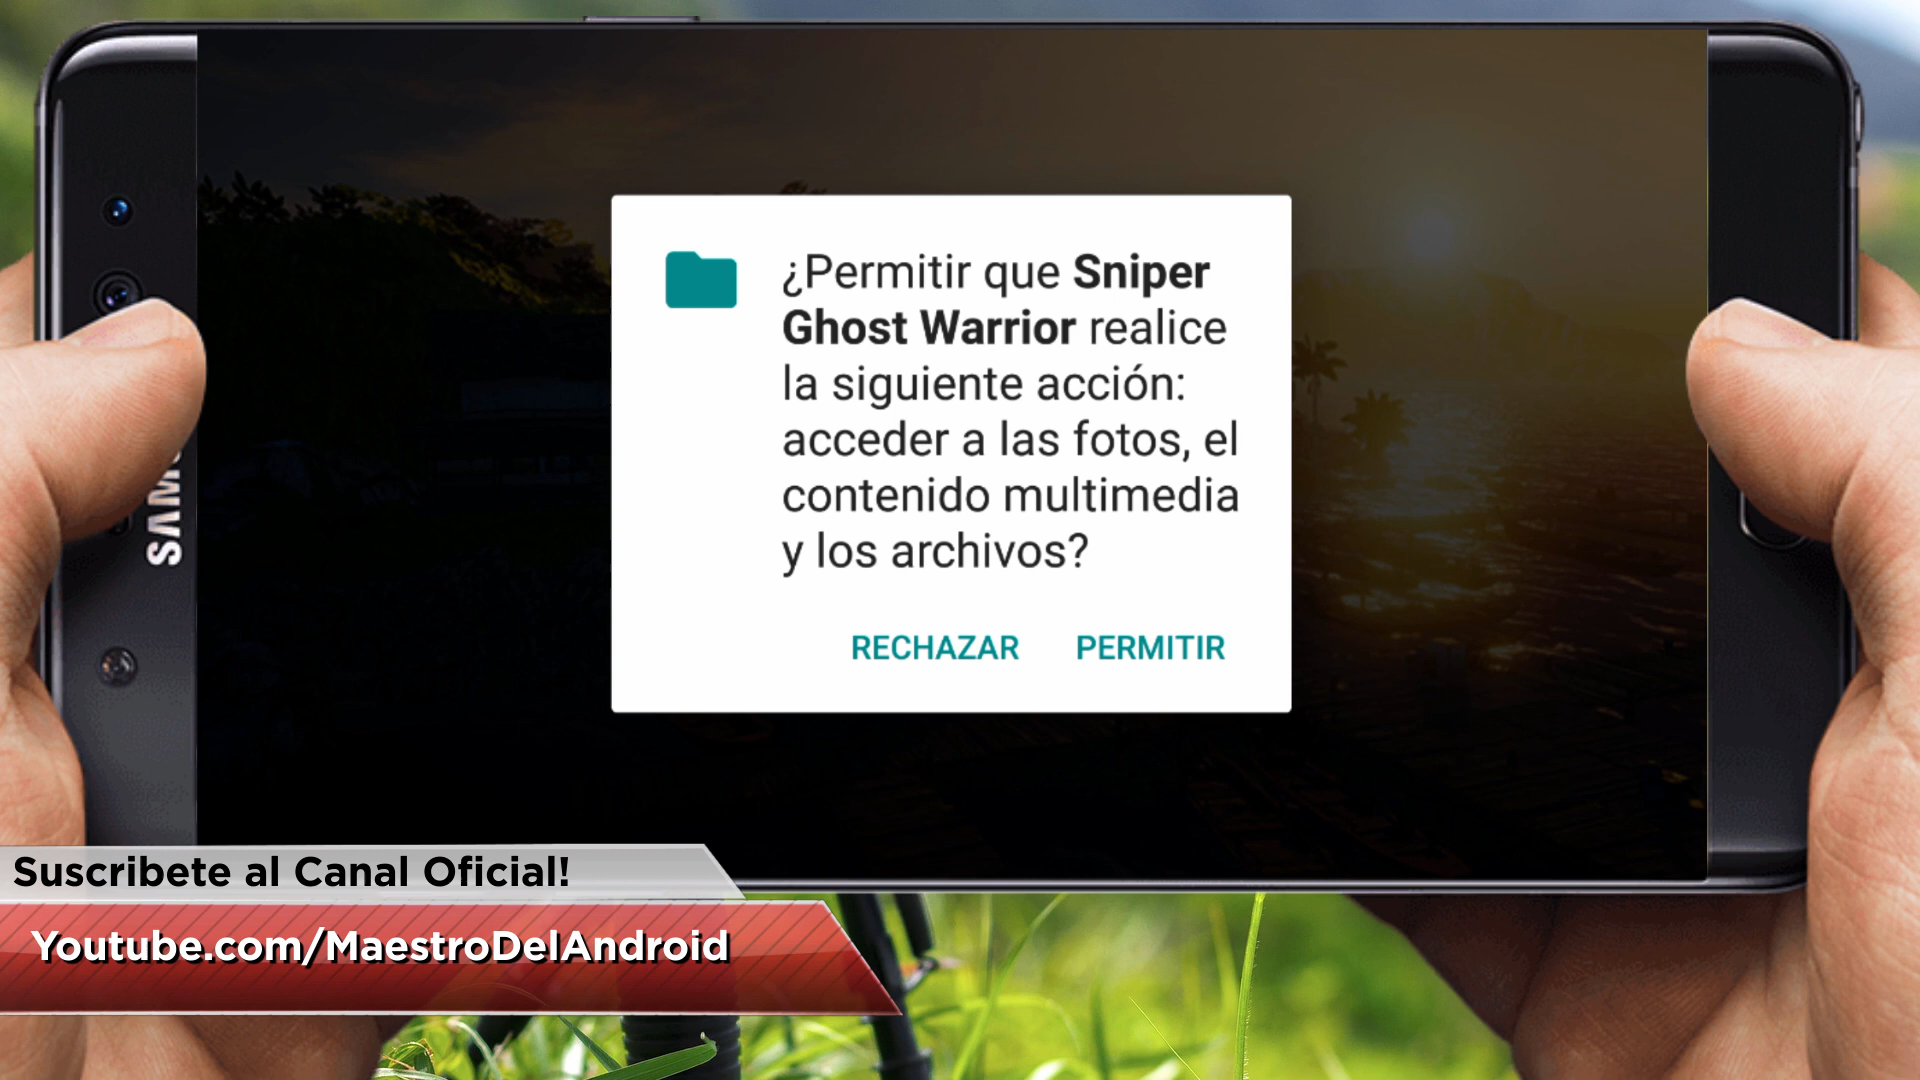 ¿Permitir que Sniper
Ghost Warrior realice
la siguiente acción:
acceder a las fotos, el
contenido multimedia
y los archivos?
RECHAZAR PERMITIR
Suscribete al Canal Oficial!
Youtube.com/MaestroDelAndroid